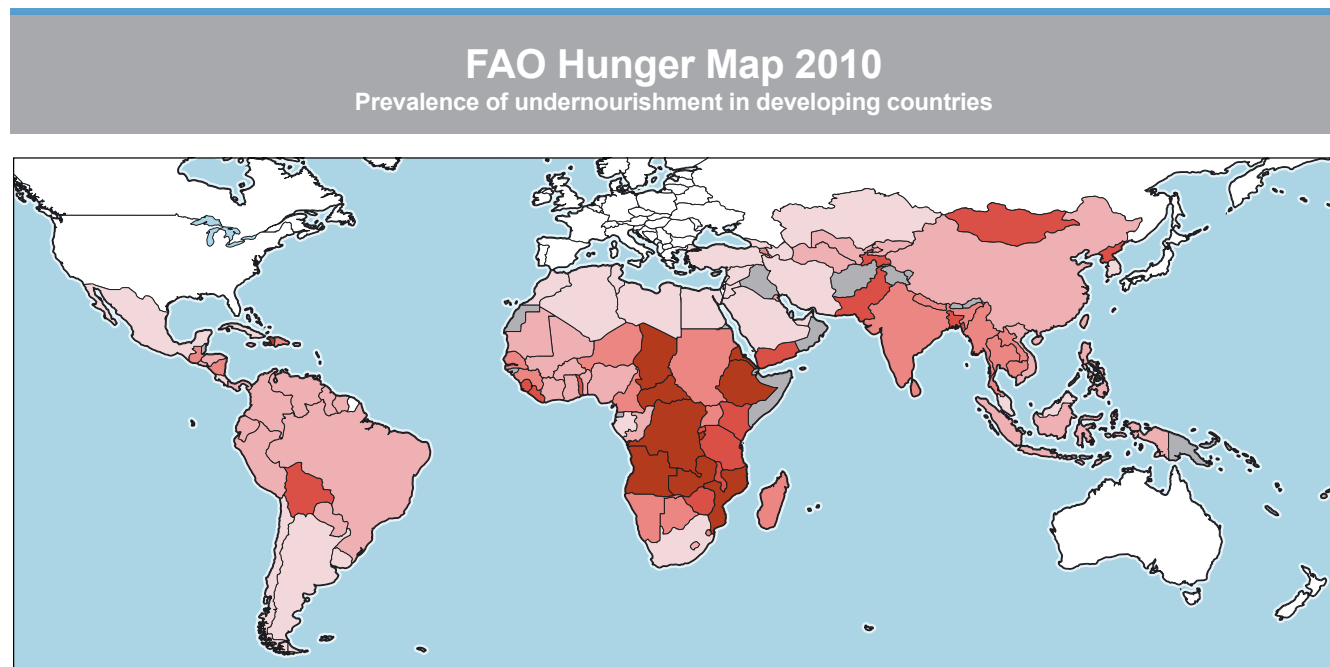 FAO Hunger Map 2010
Prevalence of undernourishment in developing countries